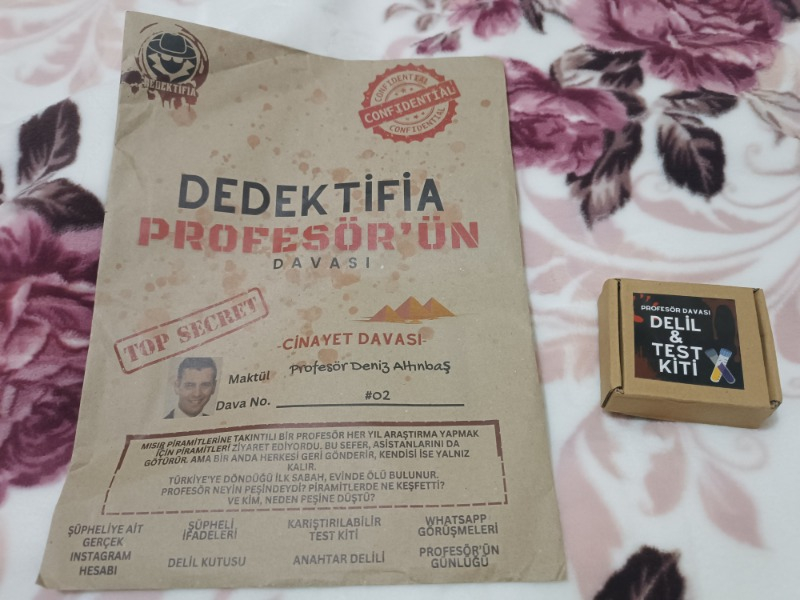 DEDEKTİFİA
CONFIDENTIAL
CONFIDENTIAL
CONFIDENTIAL
DEDEKTİFİA
PROFESÖR'ÜN
DAVASI
TOP SECRET
CİNAYET DAVASI
Maktül Profesör Deniz Altınbaş
Dava No. #02
MISIR PİRAMİTLERİNE TAKINTILI BİR PROFESÖR HER YIL ARAŞTIRMA YAPMAK
İÇİN PİRAMİTLERİ ZİYARET EDİYORDU. BU SEFER, ASİSTANLARINI DA
GÖTÜRÜR. AMA BİR ANDA HERKESİ GERİ GÖNDERİR, KENDİSİ İSE YALNIZ
KALIR.
TÜRKİYE'YE DÖNDÜĞÜ İLK SABAH, EVİNDE ÖLÜ BULUNUR.
PROFESÖR NEYİN PEŞİNDEYDİ? PİRAMİTLERDE NE KEŞFETTİ?
VE KİM, NEDEN PEŞİNE DÜŞTÜ?
ŞÜPHELİYE AİT
GERÇEK
INSTAGRAM
HESABI
ŞÜPHELİ
İFADELERİ
DELİL KUTUSU
KARIŞTIRILABİLİR
TEST KİTİ
ANAHTAR DELİLİ
WHATSAPP
GÖRÜŞMELERİ
PROFESÖR'ÜN
GÜNLÜĞÜ
PROFESÖR DAVASI
DELİL
&
TEST
KİTİ